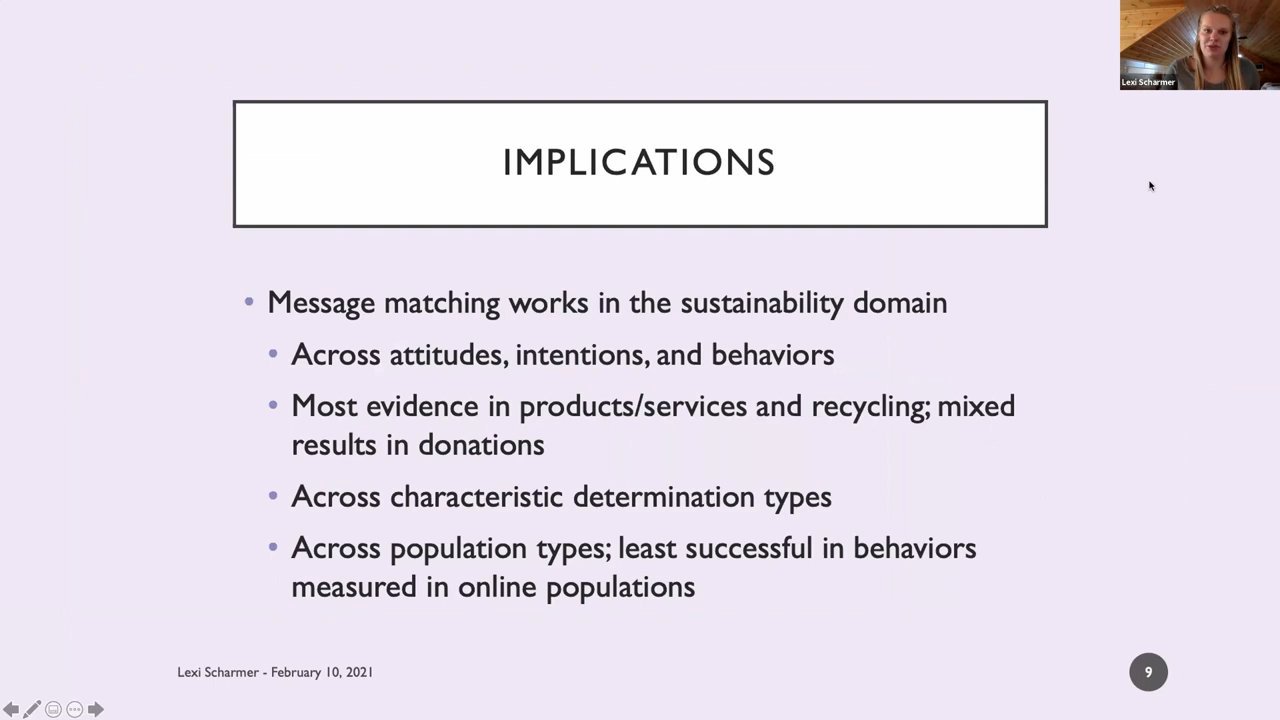 Lexi Scharmer
IMPLICATIONS
• Message matching works in the sustainability domain
• Across attitudes, intentions, and behaviors
• Most evidence in products/services and recycling; mixed
results in donations
• Across characteristic determination types
• Across population types; least successful in behaviors
measured in online populations
Lexi Scharmer - February 10, 2021
9